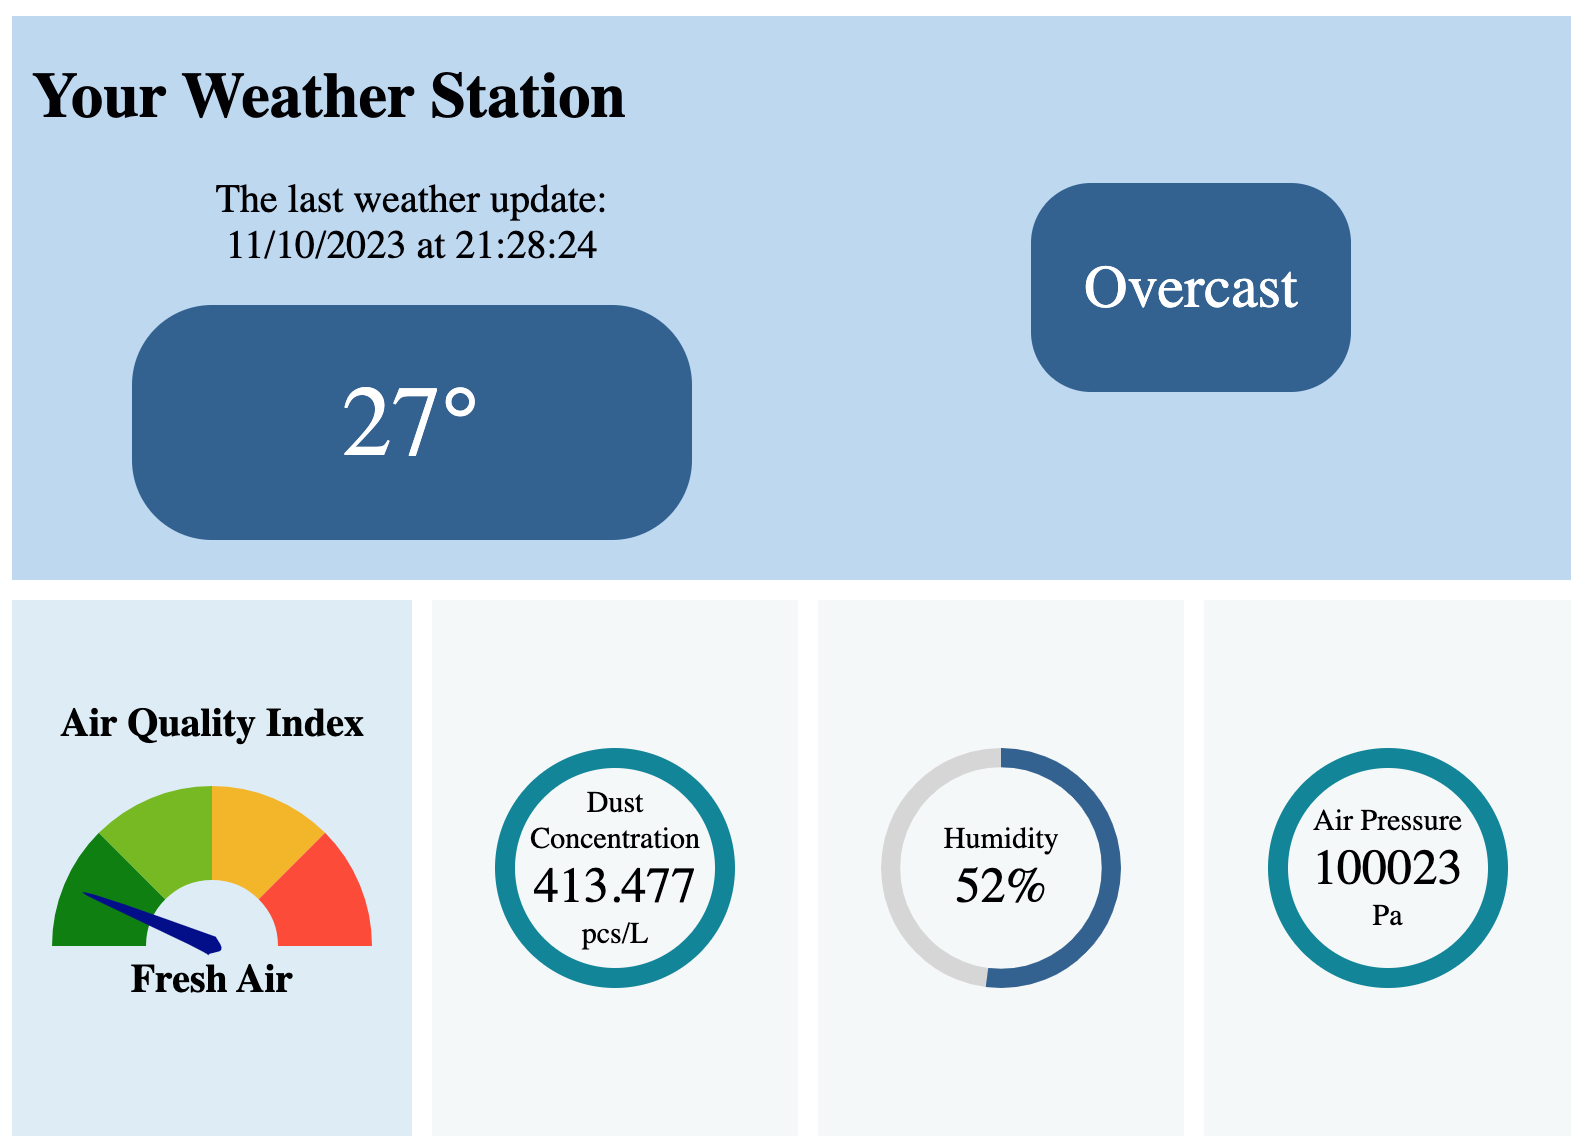 Your Weather Station
The last weather update:
11/10/2023 at 21:28:24
27°
Overcast
Air Quality Index
Fresh Air
Dust
Concentration
413.477
pcs/L
Humidity
52%
Air Pressure
100023
Pa